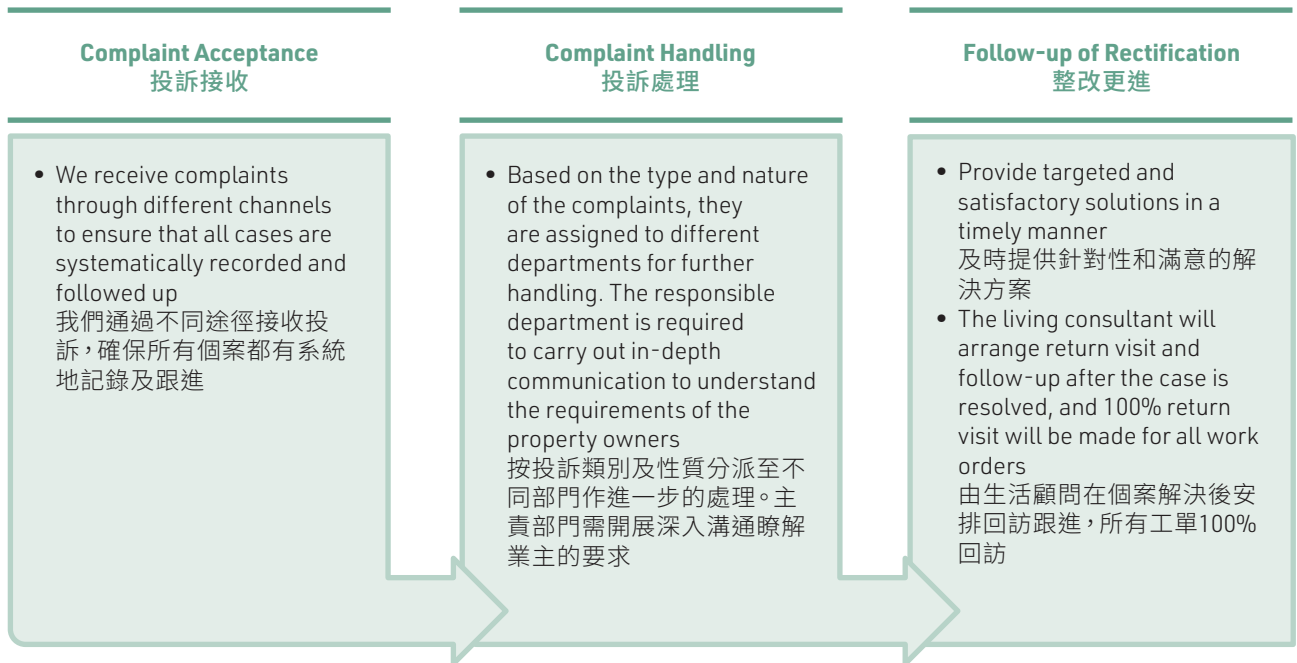 Complaint Acceptance
投訴接收
• We receive complaints
through different channels
to ensure that all cases are
systematically recorded and
followed up
我們通過不同途徑接收投
訴，確保所有個案都有系統
地記錄及跟進
Complaint Handling
投訴處理
• Based on the type and nature
of the complaints, they
are assigned to different
departments for further
handling. The responsible
department is required
to carry out in-depth
communication to understand
the requirements of the
property owners
按投訴類別及性質分派至不
同部門作進一步的處理。主
責部門需開展深入溝通瞭解
業主的要求
Follow-up of Rectification
整改更進
• Provide targeted and
satisfactory solutions in a
timely manner
及時提供針對性和滿意的解
決方案
• The living consultant will
arrange return visit and
follow-up after the case is
resolved, and 100% return
visit will be made for all work
orders
由生活顧問在個案解決後安
排回訪跟進，所有工單100%
回訪